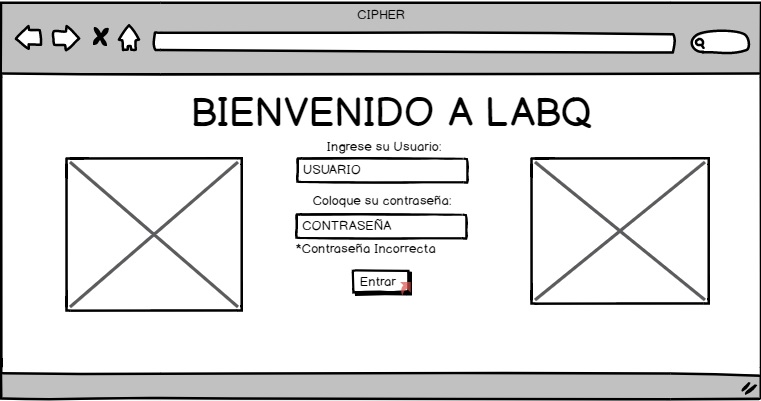 CIPHER
BIENVENIDO A LABQ
Ingrese su Usuario:
USUARIO
Coloque su contraseña:
CONTRASEÑA
*Contraseña Incorrecta
Entrar